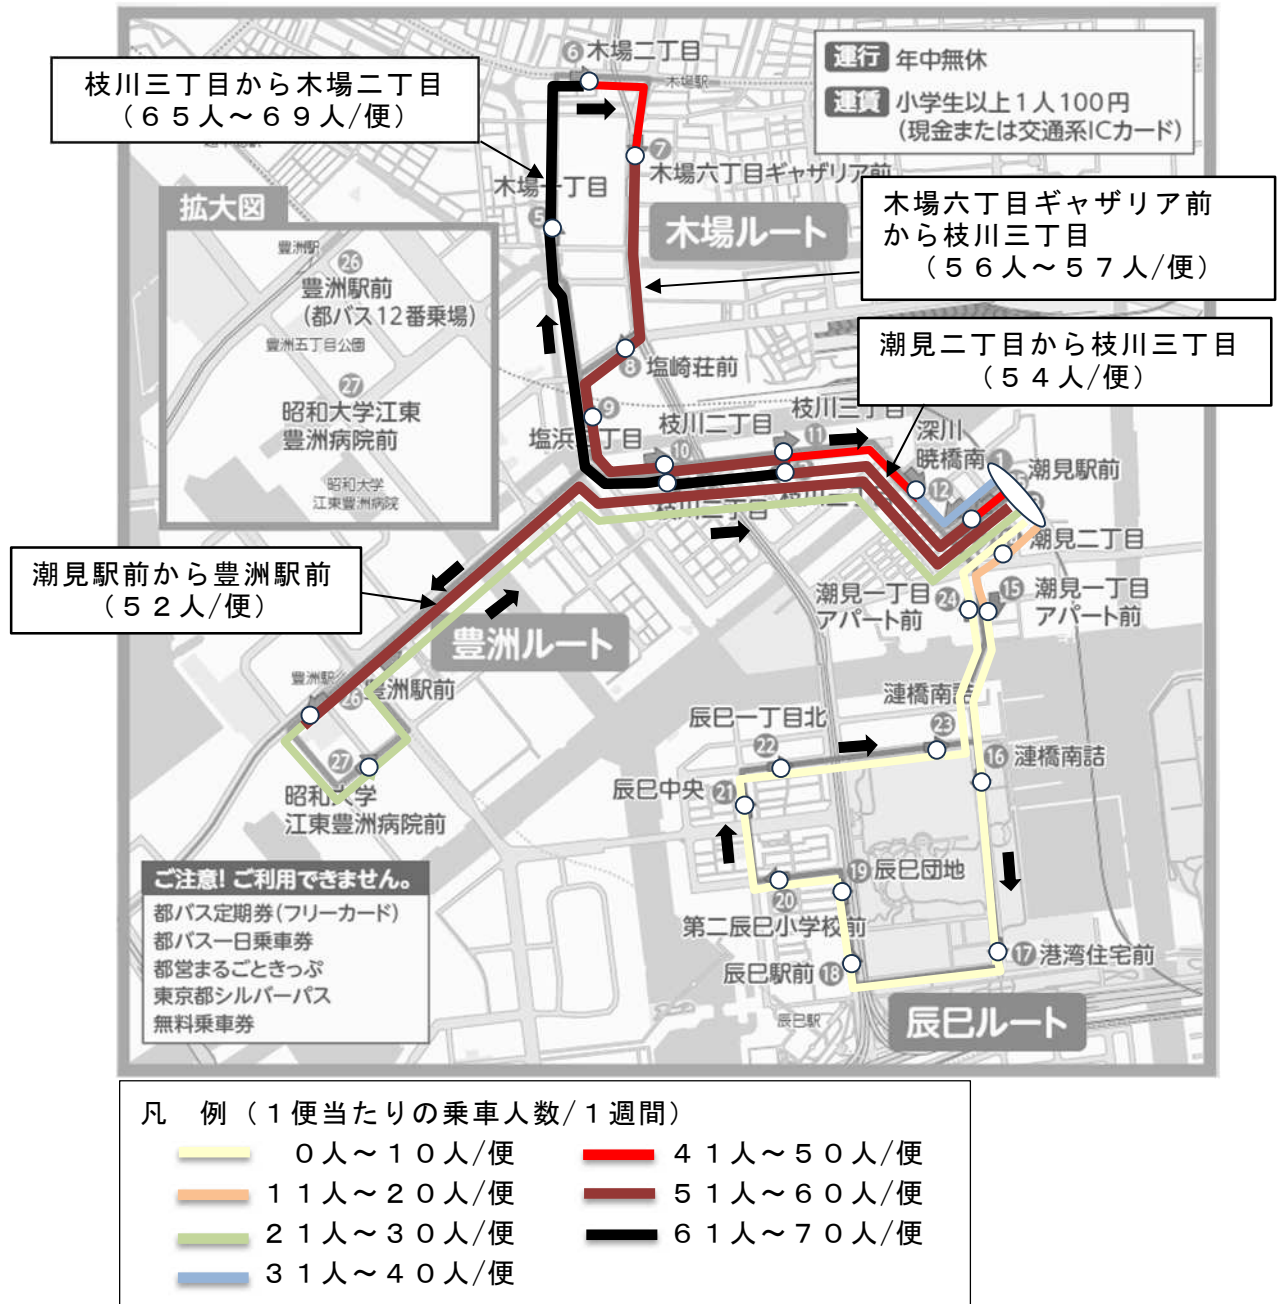 ⑥木場二丁目
木場駅
運行 年中無休
運賃 小学生以上1人100円
(現金または交通系ICカード)
枝川三丁目から木場二丁目
（６５人～６９人/便）
⑦
木場六丁目ギャザリア前
木場一丁目
⑤
木場ルート
木場六丁目ギャザリア前
から枝川三丁目
（５６人～５７人/便）
拡大図
豊洲駅
㉖
豊洲駅前
(都バス12番乗場)
豊洲五丁目公園
㉗
昭和大学江東
豊洲病院前
昭和大学
江東豊洲病院
潮見二丁目から枝川三丁目
（５４人/便）
⑧ 塩崎荘前
⑨
枝川二丁目
⑩
枝川三丁目
⑪
深川
暁橋南
⑫
①
潮見駅前
枝川二丁目
潮見二丁目
潮見駅前から豊洲駅前
（５２人/便）
潮見一丁目
アパート前
㉔
⑮ 潮見一丁目
アパート前
豊洲ルート
豊洲駅
㉖ 豊洲駅前
漣橋南詰
㉓
辰巳一丁目北
㉒
⑯ 漣橋南詰
㉗
昭和大学
江東豊洲病院前
辰巳中央 ㉑
⑲ 辰巳団地
⑳
第二辰巳小学校前
辰巳駅前 ⑱
⑰ 港湾住宅前
辰巳駅
辰巳ルート
ご注意! ご利用できません。
都バス定期券(フリーカード)
都バス一日乗車券
都営まるごときっぷ
東京都シルバーパス
無料乗車券
凡　例（１便当たりの乗車人数/１週間）
０人～１０人/便
１１人～２０人/便
２１人～３０人/便
３１人～４０人/便
４１人～５０人/便
５１人～６０人/便
６１人～７０人/便